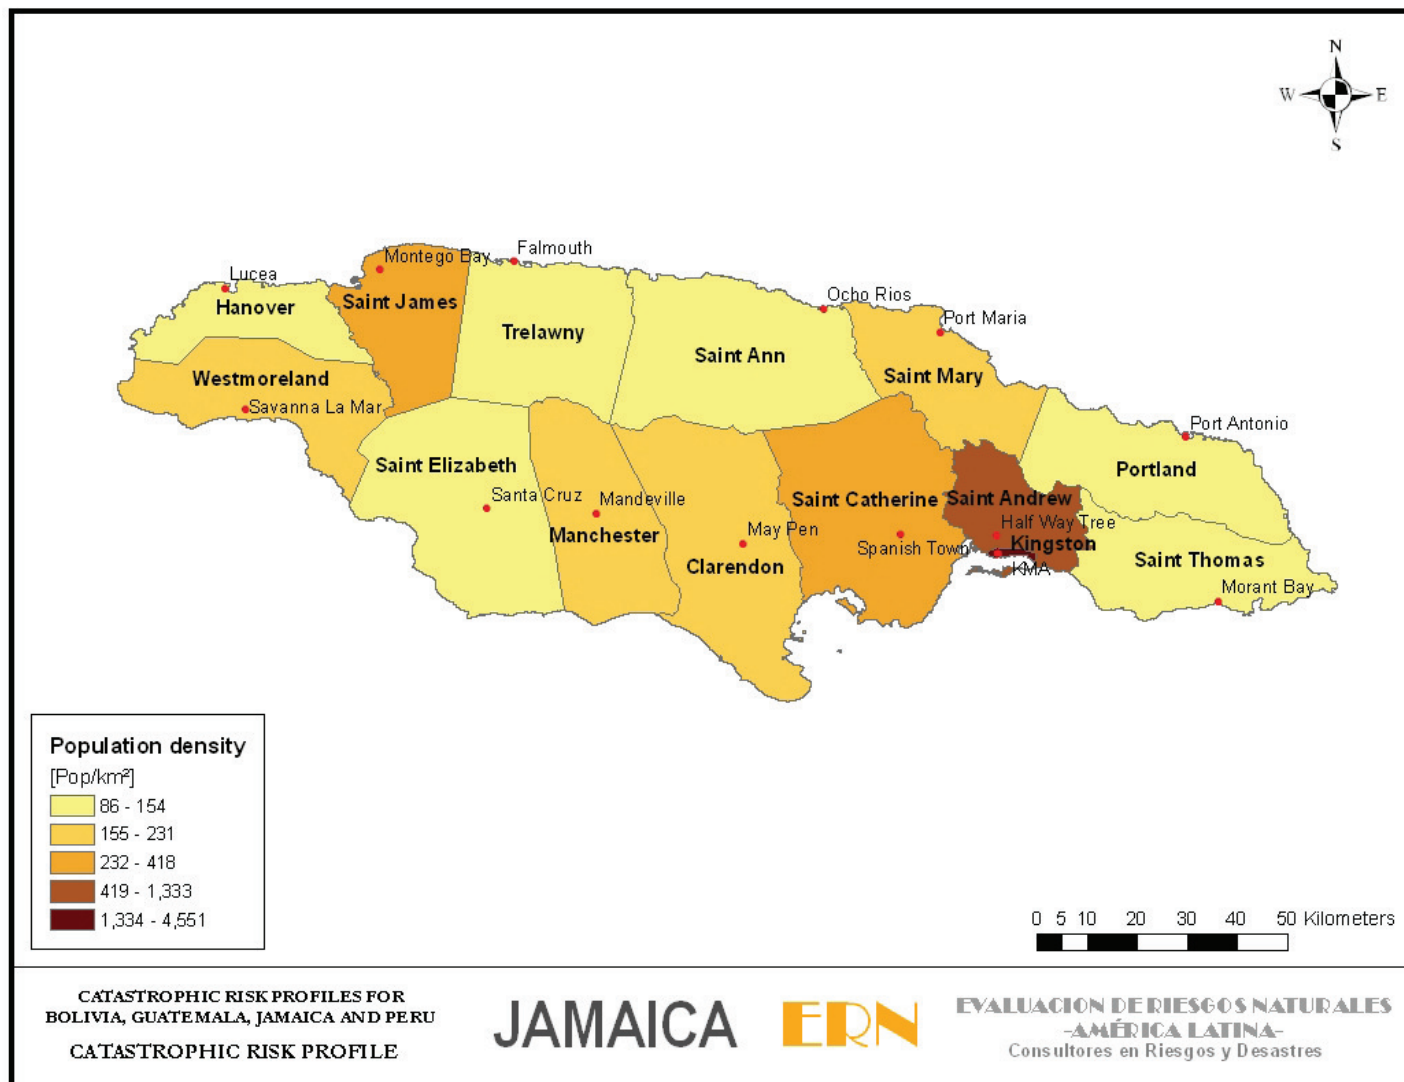 N
W E
S
Montego Bay
Falmouth
Lucea
Hanover
Saint James
Ocho Rios
Port Maria
Trelawny
Saint Ann
Westmoreland
Saint Mary
Savanna La Mar
Port Antonio
Saint Elizabeth
Portland
Santa Cruz
Mandeville
Saint Catherine
Saint Andrew
Half Way Tree
Manchester
May Pen
Spanish Town
Kingston
KMA
Clarendon
Saint Thomas
Morant Bay
Population density
[Pop/km²]
86 - 154
155 - 231
232 - 418
419 - 1,333
1,334 - 4,551
0 5 10 20 30 40 50 Kilometers
CATASTROPHIC RISK PROFILES FOR
BOLIVIA, GUATEMALA, JAMAICA AND PERU
CATASTROPHIC RISK PROFILE
JAMAICA
ERN
EVALUACION DE RIESGOS NATURALES
-AMÉRICA LATINA-
Consultores en Riesgos y Desastres